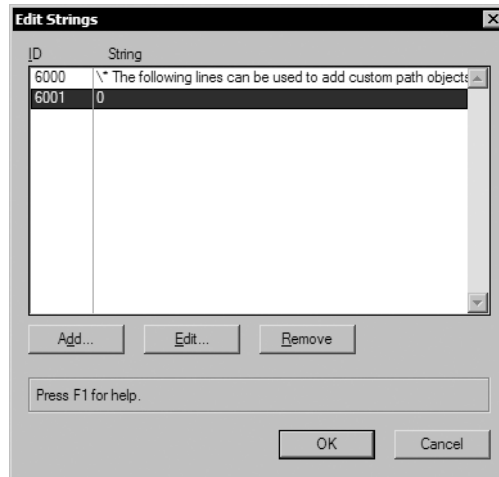 Edit Strings
ID String
6000 \* The following lines can be used to add custom path objects
6001 0
Add... Edit... Remove
Press F1 for help.
OK Cancel